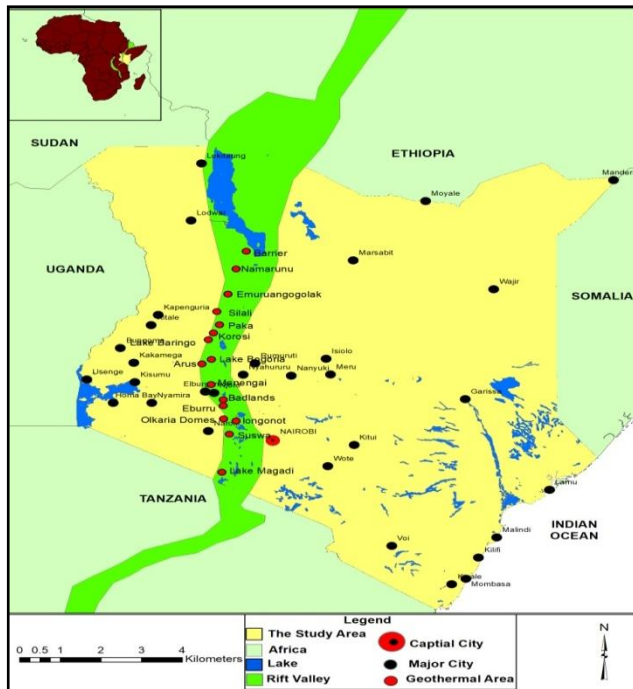 SUDAN
ETHIOPIA
Lokitaung
Mandera
Moyale
Lodwar
Barrier
Marsabit
UGANDA
Namarunu
Wajir
SOMALIA
Emuruangogolak
Kapenguria
Silali
Kitale
Paka
Korosi
Lake Baringo
Kakamega
Arus
Lake Bogoria
Rumuruti
Isiolo
Usenge
Kisumu
Nyahururu
Nanyuki
Meru
Menengai
Homa Bay
Nyamira
Badlands
Garissa
Eburru
Olkaria Domes
longonot
Suswa
NAIROBI
Kitui
Wote
Lake Magadi
Lamu
TANZANIA
INDIAN
OCEAN
Voi
Malindi
Kilifi
Mombasa
Legend
The Study Area
Captial City
Africa
Lake
Major City
Rift Valley
Geothermal Area
0 0.5 1 2 3 4
Kilometers
N